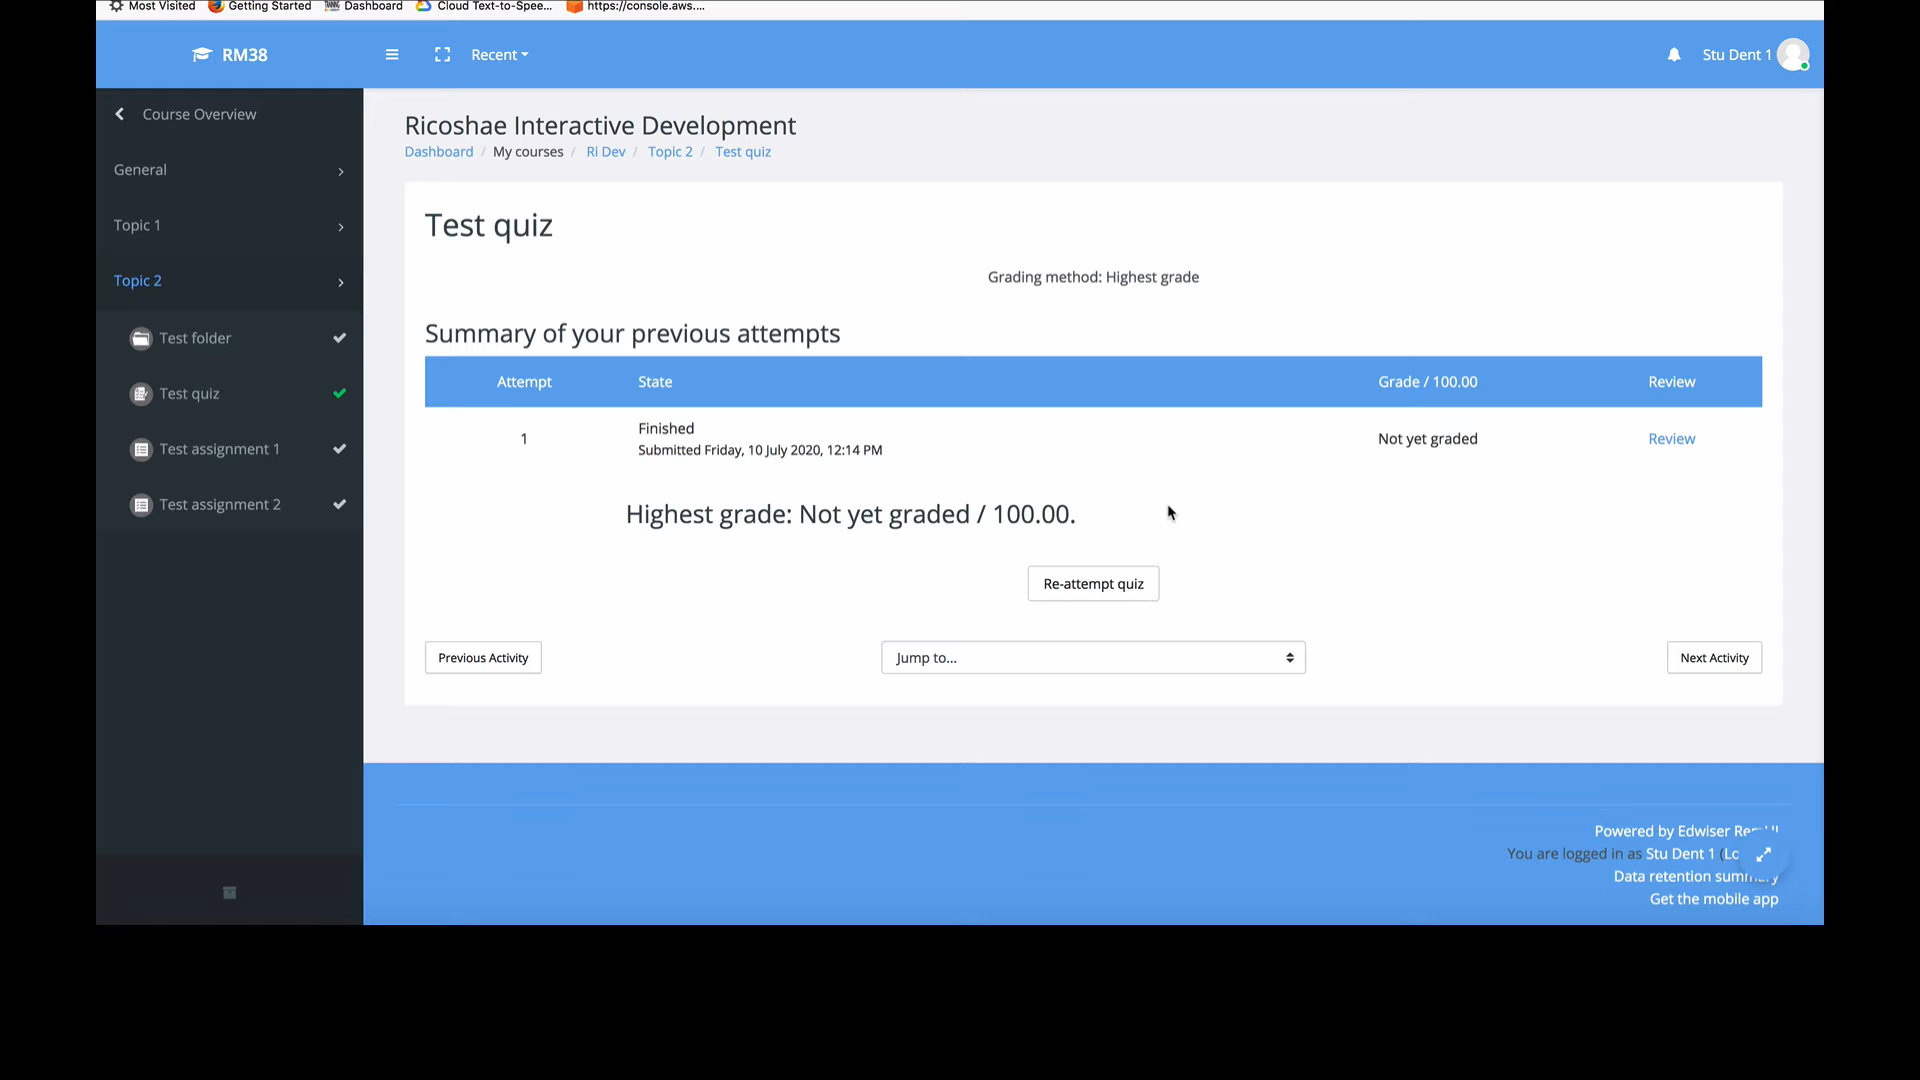 Most Visited Getting Started Dashboard Cloud Text-to-Spee... https://console.aws....
RM38 Recent Stu Dent 1
Course Overview
General
Topic 1
Topic 2
Test folder
Test quiz
Test assignment 1
Test assignment 2
Ricoshae Interactive Development
Dashboard / My courses / Ri Dev / Topic 2 / Test quiz
Test quiz
Grading method: Highest grade
Summary of your previous attempts
Attempt State Grade / 100.00 Review
1 Finished Not yet graded Review
Submitted Friday, 10 July 2020, 12:14 PM
Highest grade: Not yet graded / 100.00.
Re-attempt quiz
Previous Activity Jump to... Next Activity
Powered by Edwiser
You are logged in as Stu Dent 1
Data retention summary
Get the mobile app